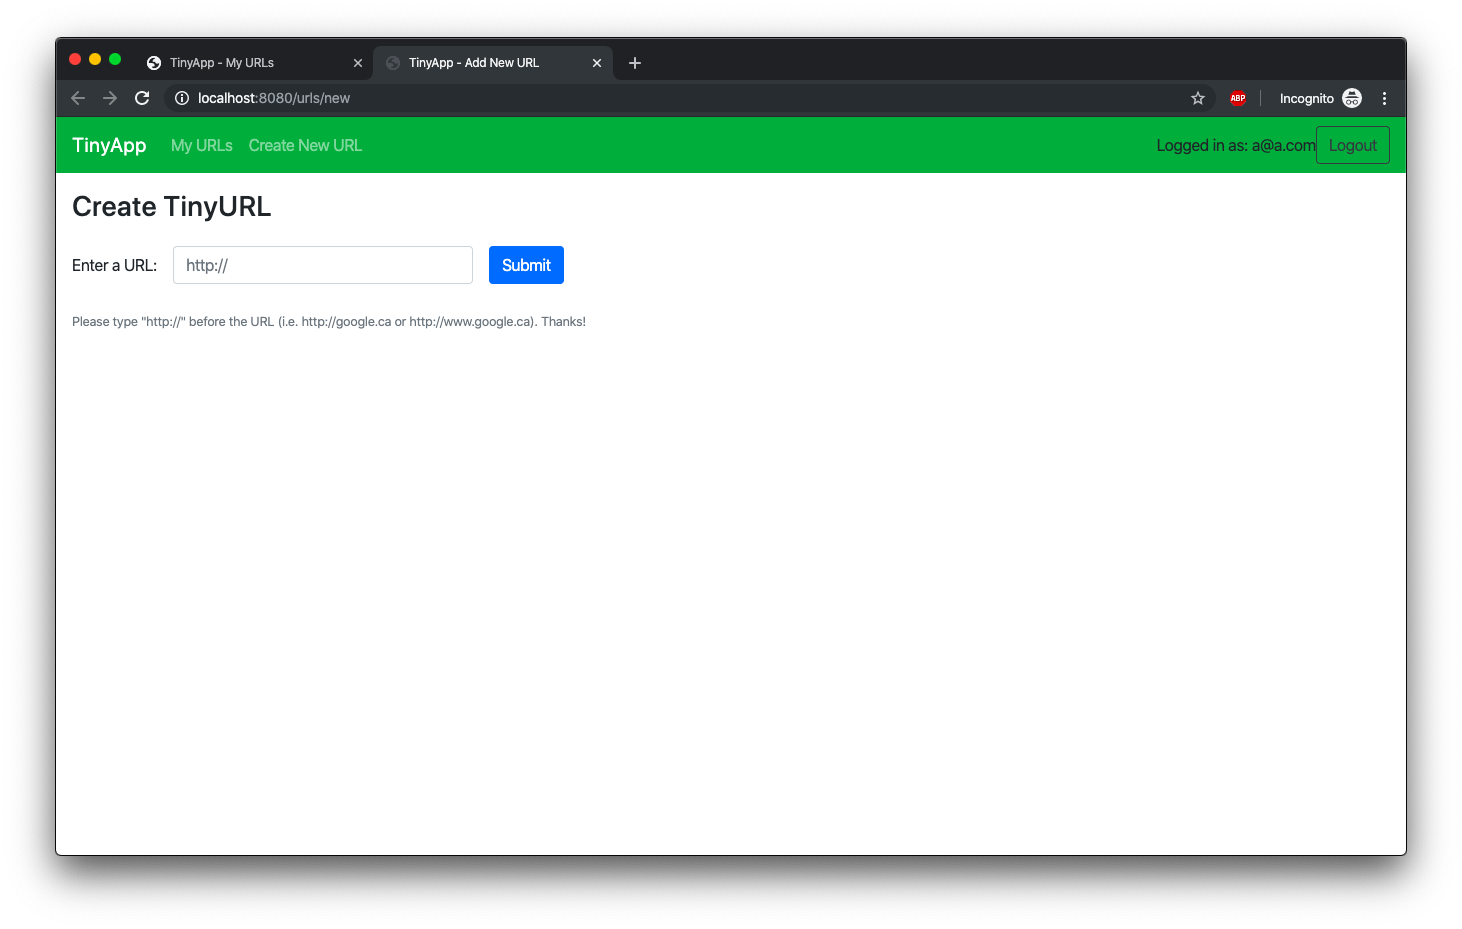 TinyApp - My URLs
TinyApp - Add New URL
localhost:8080/urls/new
ABP
Incognito
TinyApp My URLs Create New URL
Logged in as: a@a.com Logout
Create TinyURL
Enter a URL: http:// Submit
Please type "http://" before the URL (i.e. http://google.ca or http://www.google.ca). Thanks!